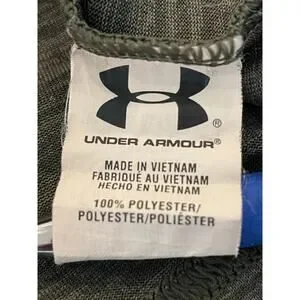 UNDER ARMOUR®
MADE IN VIETNAM
FABRIQUÉ AU VIETNAM
HECHO EN VIETNAM
100% POLYESTER/
POLYESTER/POLIÉSTER